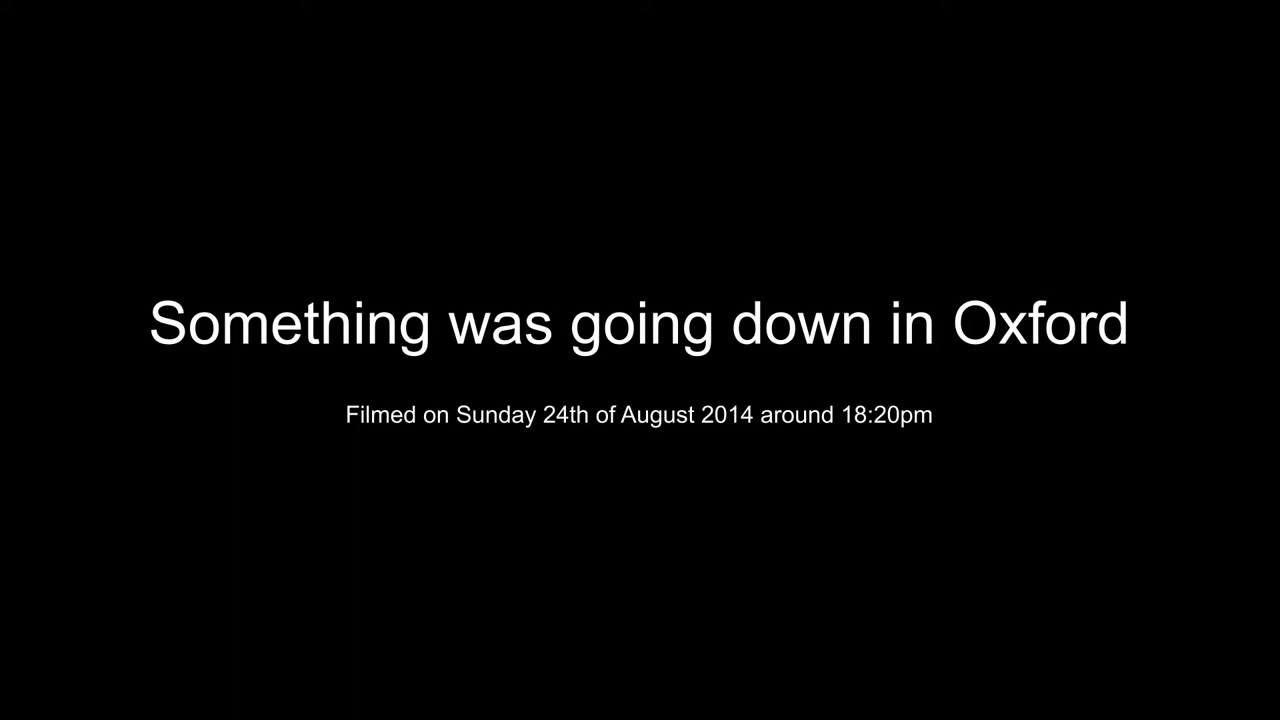 Something was going down in Oxford
Filmed on Sunday 24th of August 2014 around 18:20pm